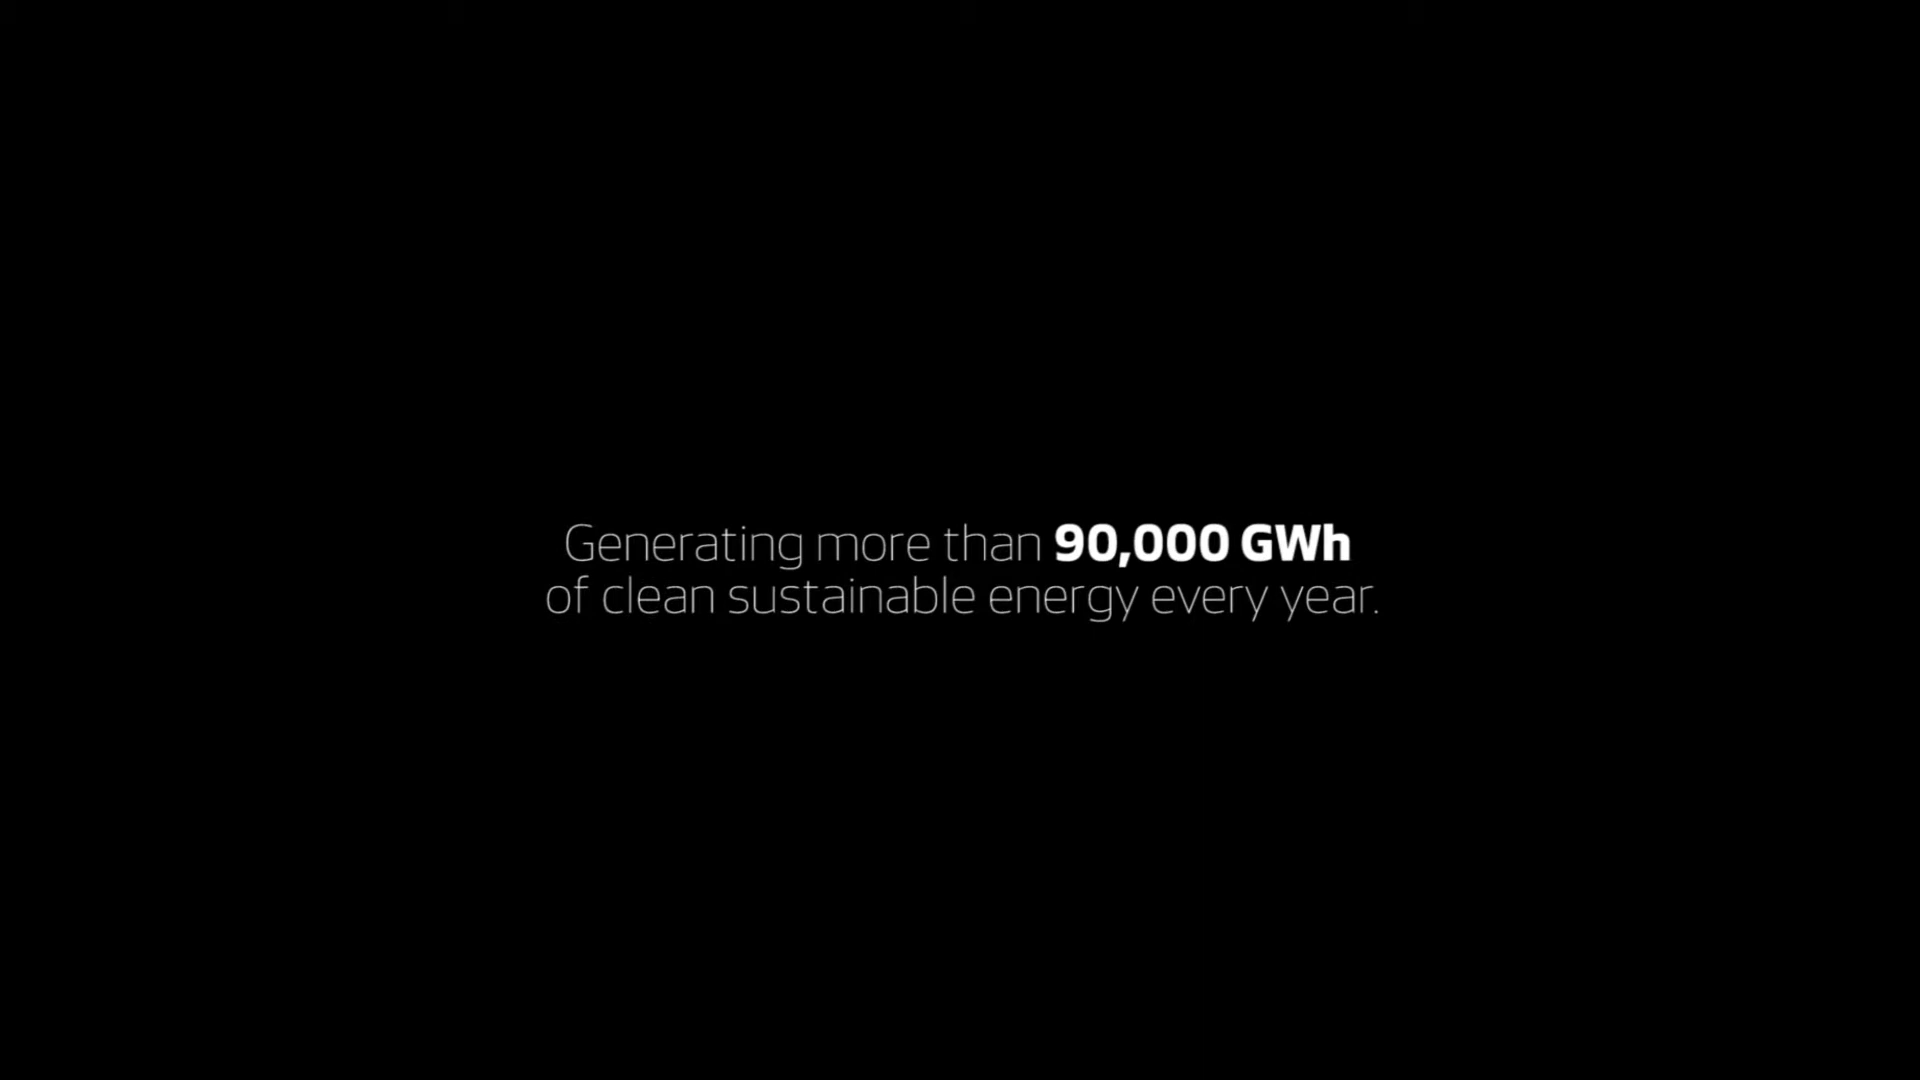 Generating more than 90,000 GWh
of clean sustainable energy every year.